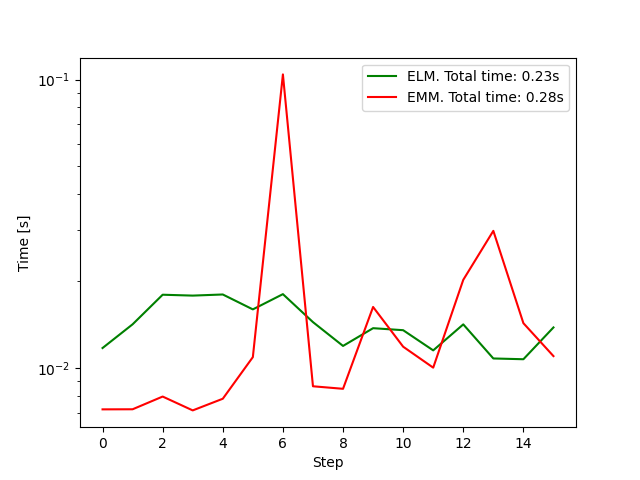 ELM. Total time: 0.23s
EMM. Total time: 0.28s
10⁻¹
10⁻²
Time [s]
0 2 4 6 8 10 12 14
Step